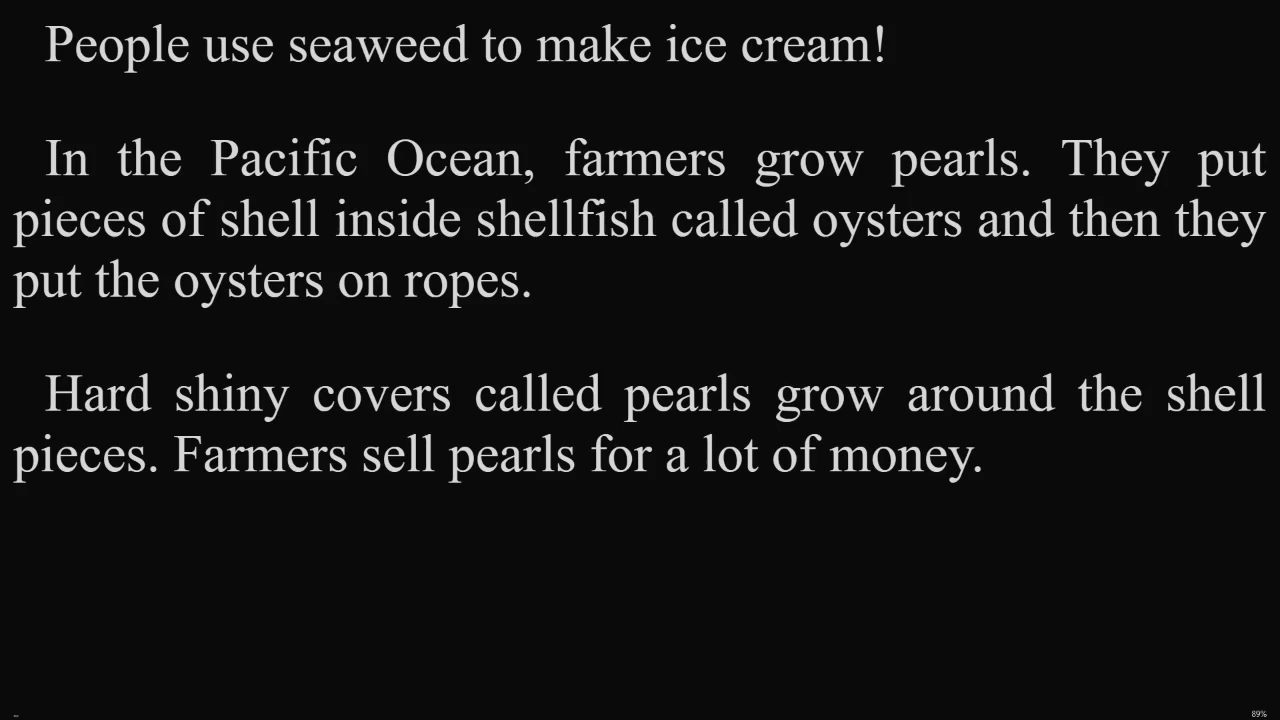 People use seaweed to make ice cream!
In the Pacific Ocean, farmers grow pearls. They put
pieces of shell inside shellfish called oysters and then they
put the oysters on ropes.
Hard shiny covers called pearls grow around the shell
pieces. Farmers sell pearls for a lot of money.
89%